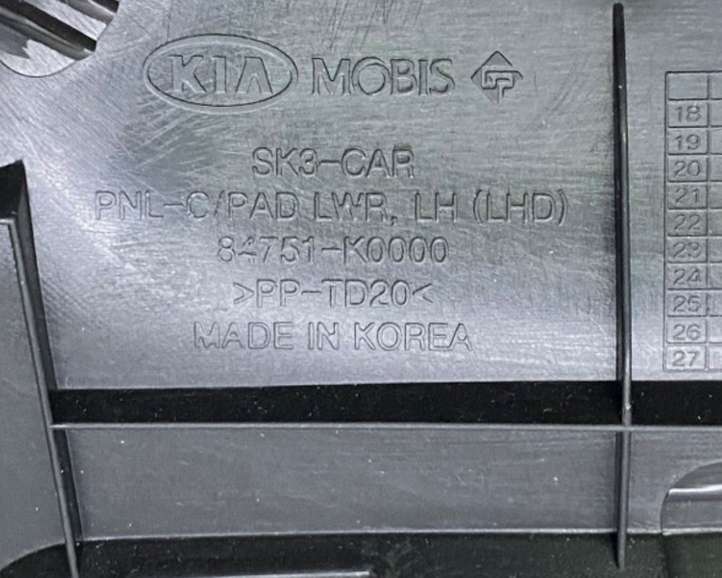 KIA MOBIS
SK3-CAR
PNL-C/PAD LWR, LH (LHD)
84751-K0000
>PP-TD20<
MADE IN KOREA
18
19
20
21
22
23
24
25
26
27